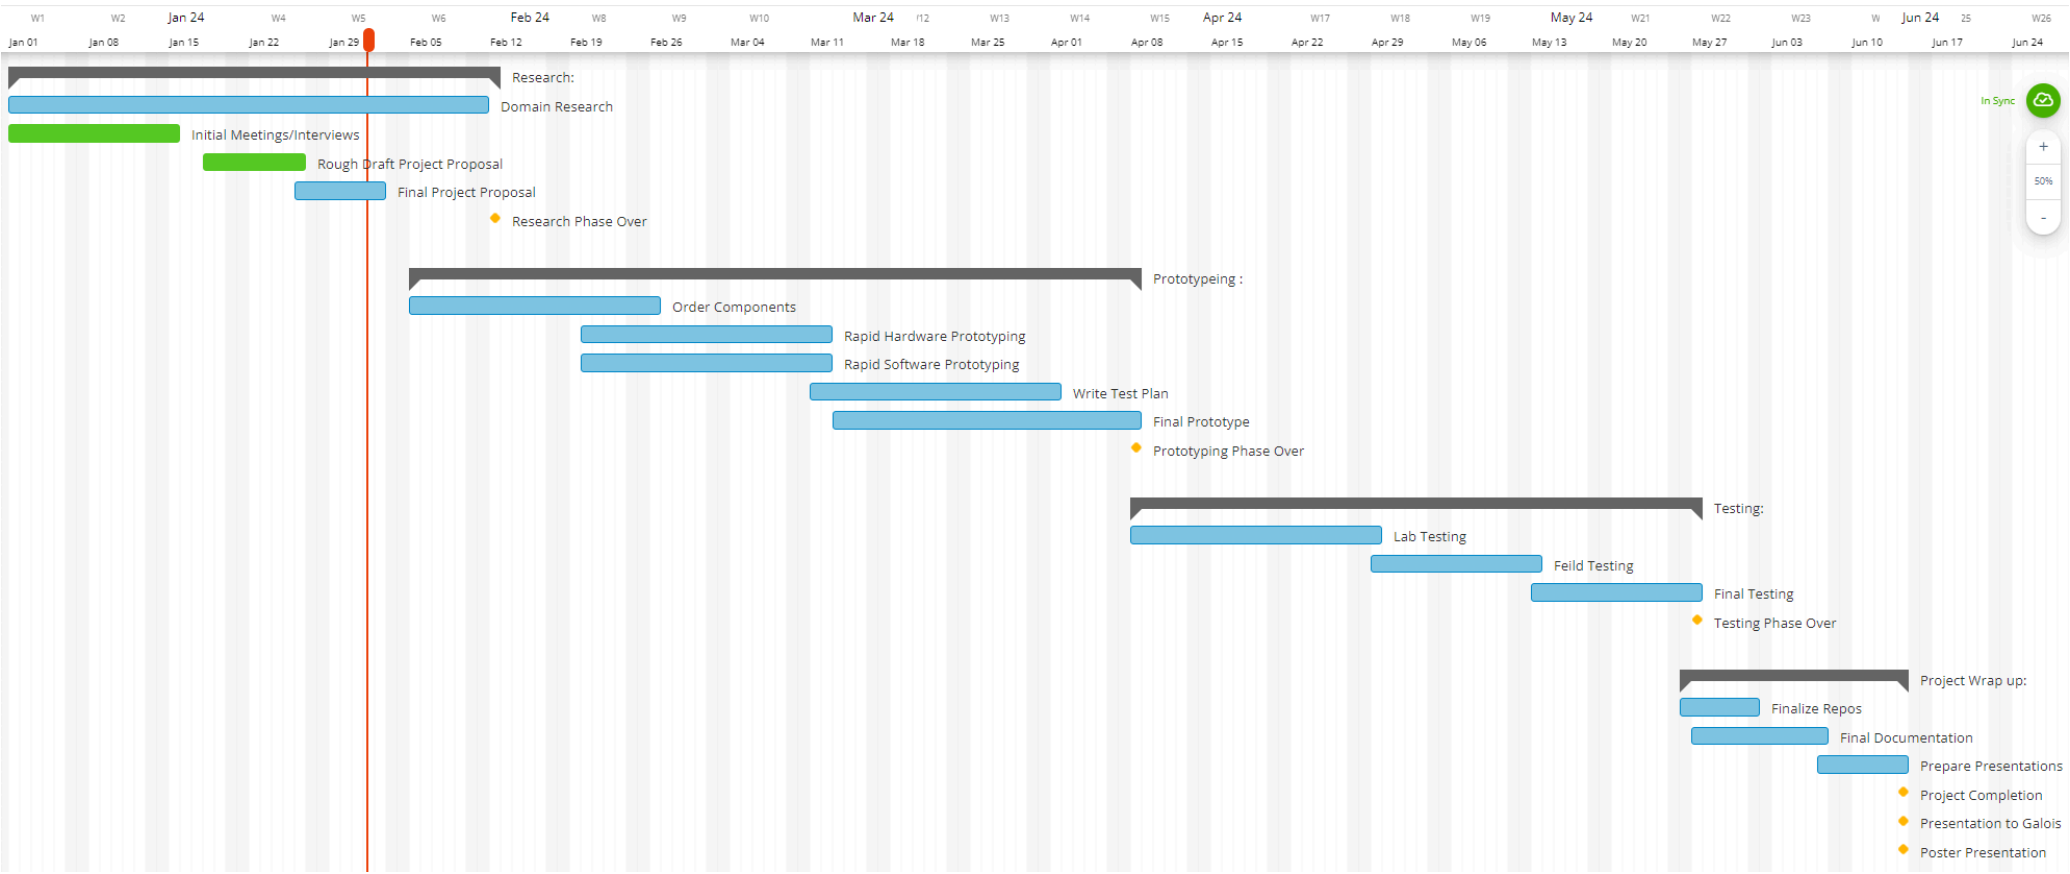 W1 W2 Jan 24 W4 W5 W6 Feb 24 W8 W9 W10 Mar 24 /12 W13 W14 W15 Apr 24 W17 W18 W19 May 24 W21 W22 W23 W Jun 24 25 W26
Jan 01 Jan 08 Jan 15 Jan 22 Jan 29 Feb 05 Feb 12 Feb 19 Feb 26 Mar 04 Mar 11 Mar 18 Mar 25 Apr 01 Apr 08 Apr 15 Apr 22 Apr 29 May 06 May 13 May 20 May 27 Jun 03 Jun 10 Jun 17 Jun 24
Research:
In Sync
Domain Research
Initial Meetings/Interviews
+
Rough Draft Project Proposal
50%
Final Project Proposal
-
Research Phase Over
Prototypeing :
Order Components
Rapid Hardware Prototyping
Rapid Software Prototyping
Write Test Plan
Final Prototype
Prototyping Phase Over
Testing:
Lab Testing
Feild Testing
Final Testing
Testing Phase Over
Project Wrap up:
Finalize Repos
Final Documentation
Prepare Presentations
Project Completion
Presentation to Galois
Poster Presentation